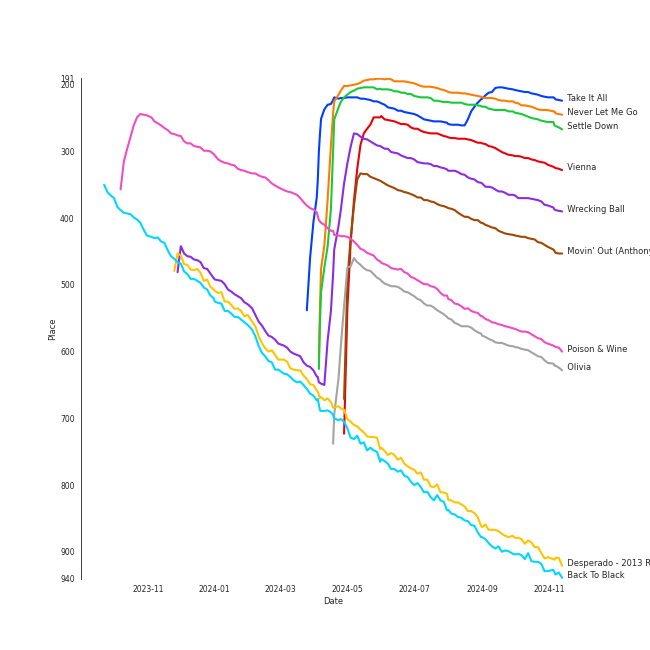 191
200
300
400
500
600
700
800
900
940
Place
2023-11
2024-01
2024-03
2024-05
2024-07
2024-09
2024-11
Date
Take It All
Never Let Me Go
Settle Down
Vienna
Wrecking Ball
Movin' Out (Anthony
Poison & Wine
Olivia
Desperado - 2013 R
Back To Black